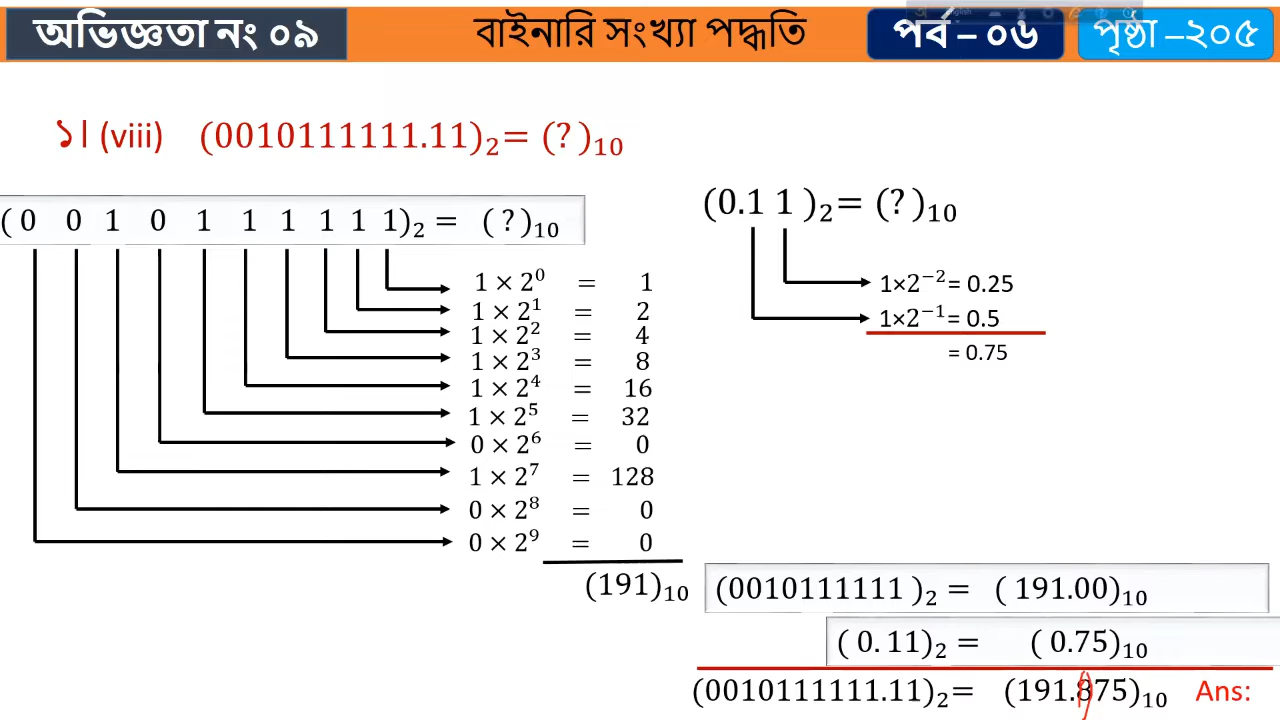 অভিজ্ঞতা নং ০৯ বাইনারি সংখ্যা পদ্ধতি পর্ব – ০৬ পৃষ্ঠা –২০৫
১। (viii) (0010111111.11)₂= (? )₁₀
( 0 0 1 0 1 1 1 1 1 1)₂ = ( ? )₁₀
1 × 2⁰ = 1
1 × 2¹ = 2
1 × 2² = 4
1 × 2³ = 8
1 × 2⁴ = 16
1 × 2⁵ = 32
0 × 2⁶ = 0
1 × 2⁷ = 128
0 × 2⁸ = 0
0 × 2⁹ = 0
(191)₁₀
(0.1 1 )₂= (? )₁₀
1×2⁻²= 0.25
1×2⁻¹= 0.5
= 0.75
(0010111111 )₂ = ( 191.00)₁₀
( 0. 11)₂ = ( 0.75)₁₀
(0010111111.11)₂= (191.875)₁₀ Ans: